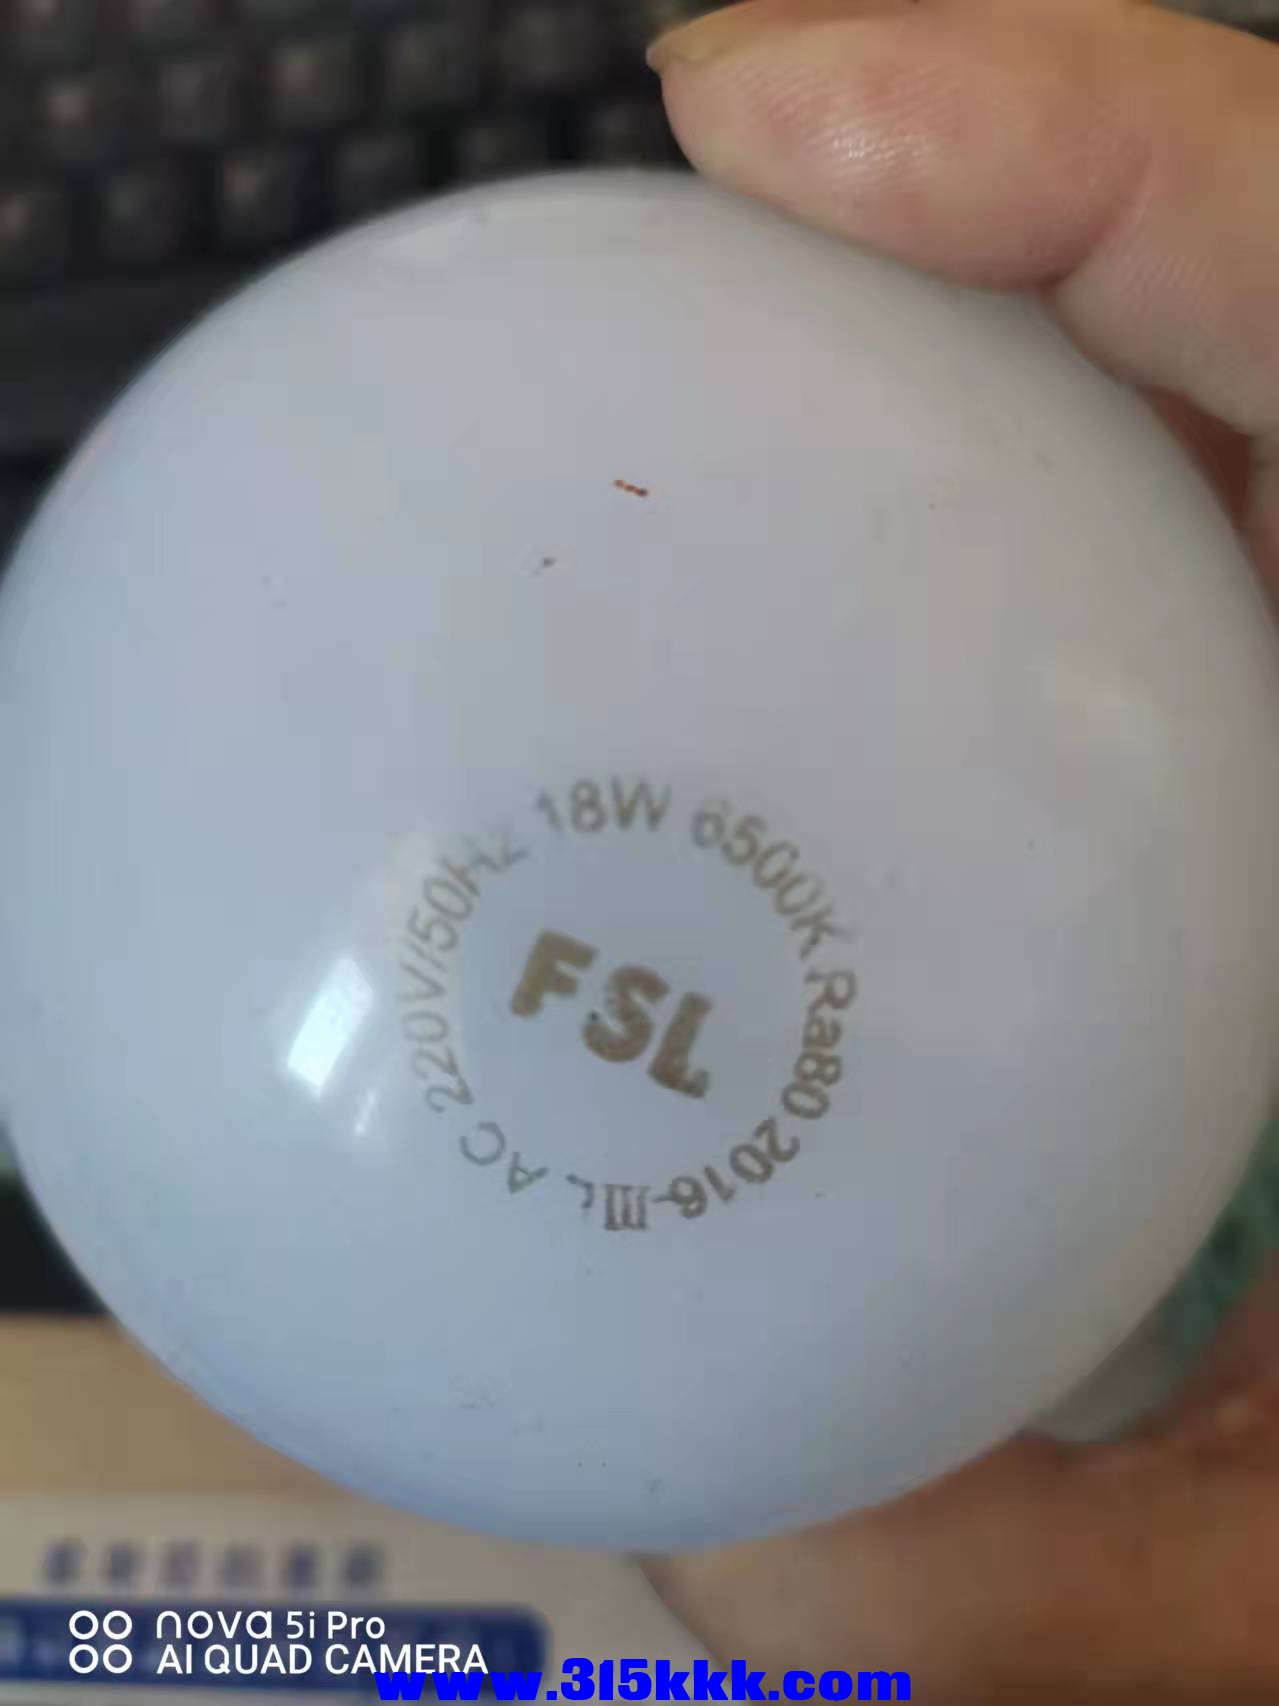 AC 220V/50Hz 18W 6500K Ra80 2016-Ⅲ
FSL
nova 5i Pro
AI QUAD CAMERA
www.315kkk.com